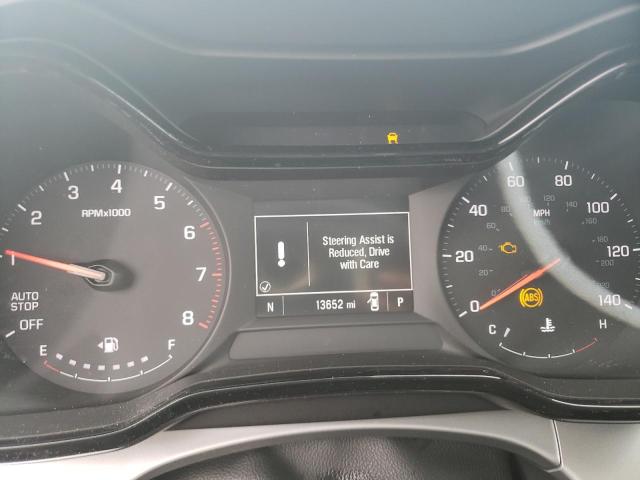 1 2 3 4 5 6 7 8
RPMx1000
AUTO
STOP
OFF
E F
Steering Assist is
Reduced, Drive
with Care
N 13652 mi P
0 20 40 60 80 100 120 140
MPH
km/h
ABS
C H